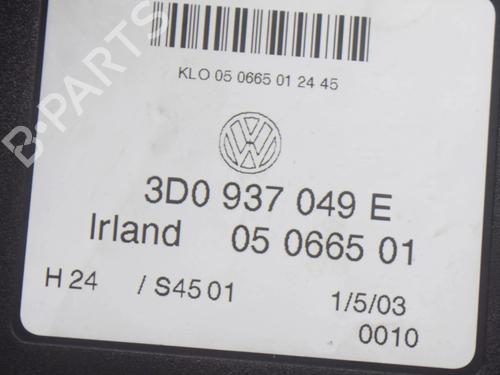 KLO 05 0665 01 24 45
3D0 937 049 E
Irland 05 0665 01
H 24 / S45 01 1/5/03
0010
B-PARTS